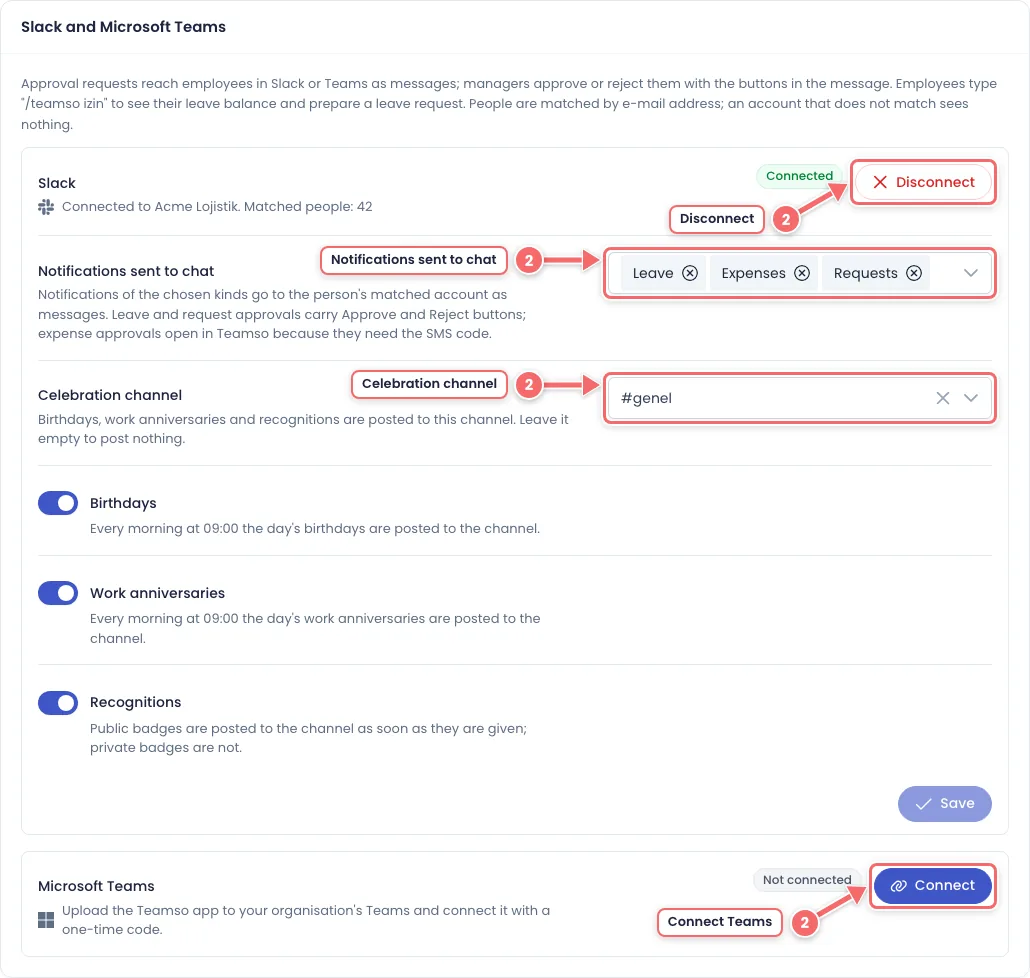 Slack and Microsoft Teams
Approval requests reach employees in Slack or Teams as messages; managers approve or reject them with the buttons in the message. Employees type
"/teamso izin" to see their leave balance and prepare a leave request. People are matched by e-mail address; an account that does not match sees
nothing.
Slack
Connected
Disconnect
Connected to Acme Lojistik. Matched people: 42
Disconnect
2
Notifications sent to chat
Notifications sent to chat
2
Leave
Expenses
Requests
Notifications of the chosen kinds go to the person's matched account as
messages. Leave and request approvals carry Approve and Reject buttons;
expense approvals open in Teamso because they need the SMS code.
Celebration channel
Celebration channel
2
#genel
Birthdays, work anniversaries and recognitions are posted to this channel. Leave it
empty to post nothing.
Birthdays
Every morning at 09:00 the day's birthdays are posted to the channel.
Work anniversaries
Every morning at 09:00 the day's work anniversaries are posted to the
channel.
Recognitions
Public badges are posted to the channel as soon as they are given;
private badges are not.
Save
Microsoft Teams
Not connected
Connect
Upload the Teamso app to your organisation's Teams and connect it with a
one-time code.
Connect Teams
2